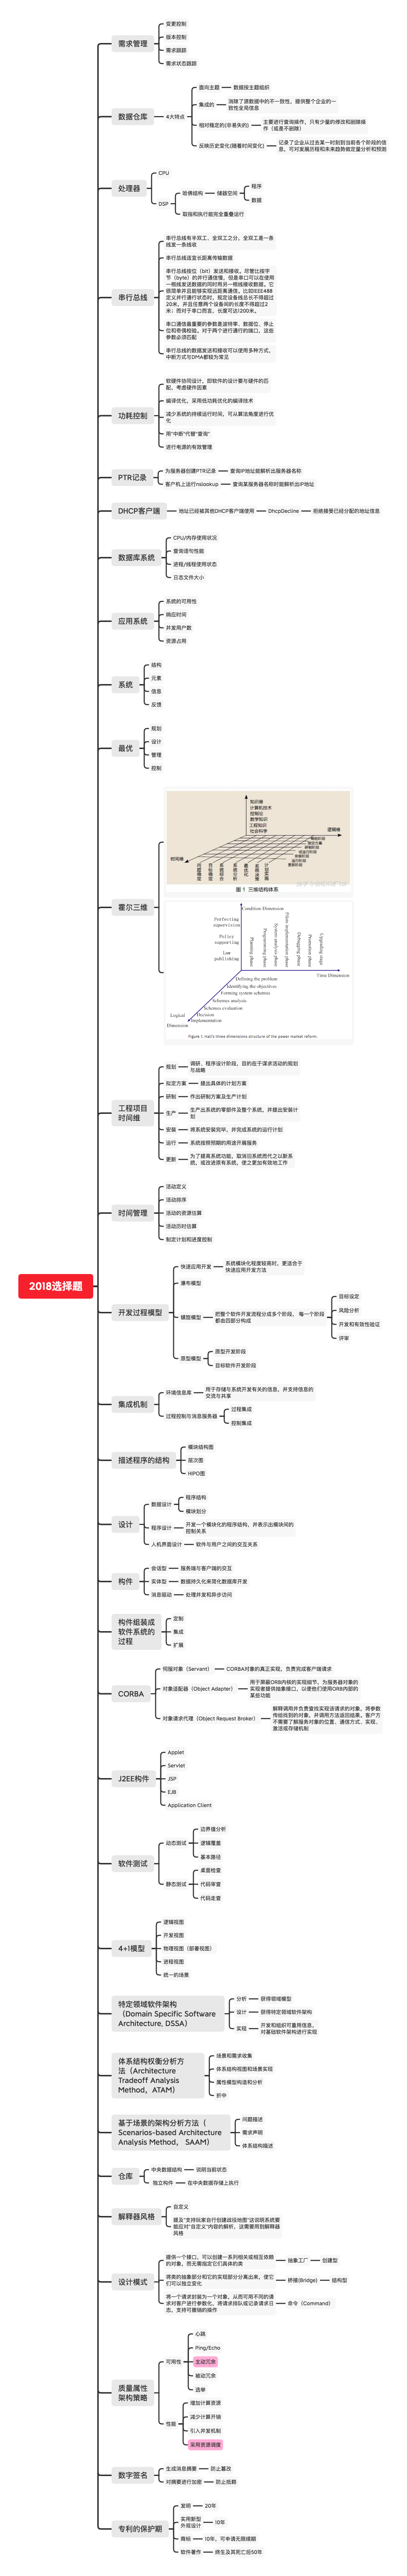 2018选择题
需求管理
变更控制
版本控制
需求跟踪
需求状态跟踪
数据仓库
4大特点
面向主题
数据按主题组织
集成的
消除了源数据中的不一致性，提供整个企业的一
致性全局信息
相对稳定的(非易失的)
主要进行查询操作，只有少量的修改和删除操
作（或是不删除）
反映历史变化(随着时间变化)
记录了企业从过去某一时刻到当前各个阶段的信
息，可对发展历程和未来趋势做定量分析和预测
处理器
CPU
DSP
哈佛结构
储器空间
程序
数据
取指和执行能完全重叠运行
串行总线
串行总线有半双工、全双工之分，全双工是一条
线发一条线收
串行总线适宜长距离传输数据
串行总线按位（bit）发送和接收。尽管比按字
节（byte）的并行通信慢，但是串口可以在使用
一根线发送数据的同时用另一根线接收数据。它
很简单并且能够实现远距离通信。比如IEEE488
定义并行通行状态时，规定设备线总长不得超过
20米，并且任意两个设备间的长度不得超过2
米；而对于串口而言，长度可达1200米。
串口通信最重要的参数是波特率、数据位、停止
位和奇偶校验。对于两个进行通行的端口，这些
参数必须匹配
串行总线的数据发送和接收可以使用多种方式，
中断方式与DMA都较为常见
功耗控制
软硬件协同设计，即软件的设计要与硬件的匹
配，考虑硬件因素
编译优化，采用低功耗优化的编译技术
减少系统的持续运行时间，可从算法角度进行优
化
用"中断"代替"查询"
进行电源的有效管理
PTR记录
为服务器创建PTR记录
查询IP地址能解析出服务器名称
客户机上运行nslookup
查询某服务器名称时能解析出IP地址
DHCP客户端
地址已经被其他DHCP客户端使用
DhcpDecline
拒绝接受已经分配的地址信息
数据库系统
CPU/内存使用状况
查询语句性能
进程/线程使用状态
日志文件大小
应用系统
系统的可用性
响应时间
并发用户数
资源占用
系统
结构
元素
信息
反馈
最优
规划
设计
管理
控制
霍尔三维
知识维
计算机技术
控制论
数学知识
工程知识
社会科学
逻辑维
时间维
图 1 三维结构体系
Condition Dimension
Perfecting
supervision
Policy
supporting
Law
publishing
Planning phase
Programming phase
System analysis phase
Plans implementation phase
Debugging phase
Promotion phase
Upgrading stage
Time Dimension
Defining the problem
Identifying the objectives
Forming system schemes
Schemes analysis
Schemes evaluation
Decision
Implementation
Logical
Dimension
Figure 1. Hall's three dimensions structure of the power market reform.
工程项目
时间维
规划
调研、程序设计阶段，目的在于谋求活动的规划
与战略
拟定方案
提出具体的计划方案
研制
作出研制方案及生产计划
生产
生产出系统的零部件及整个系统，并提出安装计
划
安装
将系统安装完毕，并完成系统的运行计划
运行
系统按照预期的用途开展服务
更新
为了提高系统功能，取消旧系统而代之以新系
统，或改进原有系统，使之更加有效地工作
时间管理
活动定义
活动排序
活动的资源估算
活动历时估算
制定计划和进度控制
开发过程模型
快速应用开发
系统模块化程度较高时，更适合于
快速应用开发方法
瀑布模型
螺旋模型
把整个软件开发流程分成多个阶段， 每一个阶段
都由四部分构成
目标设定
风险分析
开发和有效性验证
评审
原型模型
原型开发阶段
目标软件开发阶段
集成机制
环境信息库
用于存储与系统开发有关的信息，并支持信息的
交流与共享
过程控制与消息服务器
过程集成
控制集成
描述程序的结构
模块结构图
层次图
HIPO图
设计
数据设计
程序结构
模块划分
程序设计
开发一个模块化的程序结构，并表示出模块间的
控制关系
人机界面设计
软件与用户之间的交互关系
构件
会话型
服务端与客户端的交互
实体型
数据持久化来简化数据库开发
消息驱动
处理并发和异步访问
构件组装成
软件系统的
过程
定制
集成
扩展
CORBA
伺服对象（Servant）
CORBA对象的真正实现，负责完成客户端请求
对象适配器（Object Adapter）
用于屏蔽ORB内核的实现细节，为服务器对象的
实现者提供抽象接口，以便他们使用ORB内部的
某些功能
对象请求代理（Object Request Broker）
解释调用并负责查找实现该请求的对象，将参数
传给找到的对象，并调用方法返回结果。客户方
不需要了解服务对象的位置、通信方式、实现、
激活或存储机制
J2EE构件
Applet
Servlet
JSP
EJB
Application Client
软件测试
动态测试
边界值分析
逻辑覆盖
基本路径
静态测试
桌面检查
代码审查
代码走查
4+1模型
逻辑视图
开发视图
物理视图（部署视图）
进程视图
统一的场景
特定领域软件架构
（Domain Specific Software
Architecture, DSSA）
分析
获得领域模型
设计
获得特定领域软件架构
实现
开发和组织可重用信息，
对基础软件架构进行实现
体系结构权衡分析方
法（Architecture
Tradeoff Analysis
Method，ATAM）
场景和需求收集
体系结构视图和场景实现
属性模型构造和分析
折中
基于场景的架构分析方法（
Scenarios-based Architecture
Analysis Method， SAAM）
问题描述
需求声明
体系结构描述
仓库
中央数据结构
说明当前状态
独立构件
在中央数据存储上执行
解释器风格
自定义
提及"支持玩家自行创建战役地图"这说明系统要
能应对"自定义"内容的解析，这需要用到解释器
风格
设计模式
提供一个接口，可以创建一系列相关或相互依赖
的对象，而无需指定它们具体的类
抽象工厂
创建型
将类的抽象部分和它的实现部分分离出来，使它
们可以独立变化
桥接(Bridge)
结构型
将一个请求封装为一个对象，从而可用不同的请
求对客户进行参数化，将请求排队或记录请求日
志，支持可撤销的操作
命令（Command）
质量属性
架构策略
可用性
心跳
Ping/Echo
主动冗余
被动冗余
选举
性能
增加计算资源
减少计算开销
引入并发机制
采用资源调度
数字签名
生成消息摘要
防止篡改
对摘要进行加密
防止抵赖
专利的保护期
发明
20年
实用新型
外观设计
10年
商标
10年，可申请无限续期
软件著作
终生及其死亡后50年